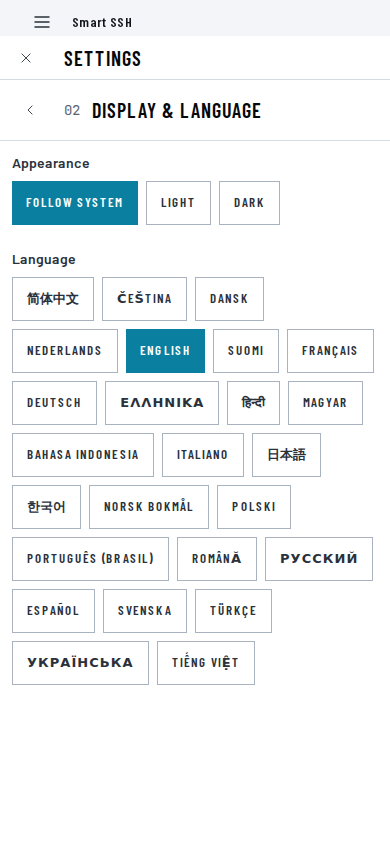 Smart SSH
SETTINGS
02 DISPLAY & LANGUAGE
Appearance
FOLLOW SYSTEM LIGHT DARK
Language
简体中文 ČEŠTINA DANSK
NEDERLANDS ENGLISH SUOMI FRANÇAIS
DEUTSCH ΕΛΛΗΝΙΚΑ हिन्दी MAGYAR
BAHASA INDONESIA ITALIANO 日本語
한국어 NORSK BOKMÅL POLSKI
PORTUGUÊS (BRASIL) ROMÂNĂ РУССКИЙ
ESPAÑOL SVENSKA TÜRKÇE
УКРАЇНСЬКА TIẾNG VIỆT